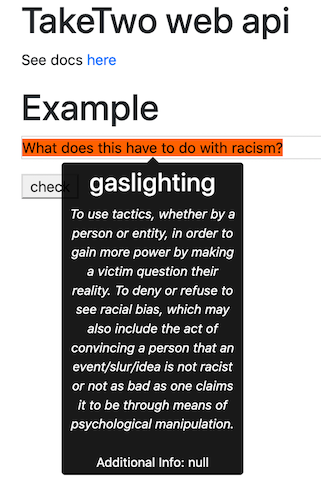 TakeTwo web api
See docs here
Example
What does this have to do with racism?
check
gaslighting
To use tactics, whether by a
person or entity, in order to
gain more power by making
a victim question their
reality. To deny or refuse to
see racial bias, which may
also include the act of
convincing a person that an
event/slur/idea is not racist
or not as bad as one claims
it to be through means of
psychological manipulation.
Additional Info: null